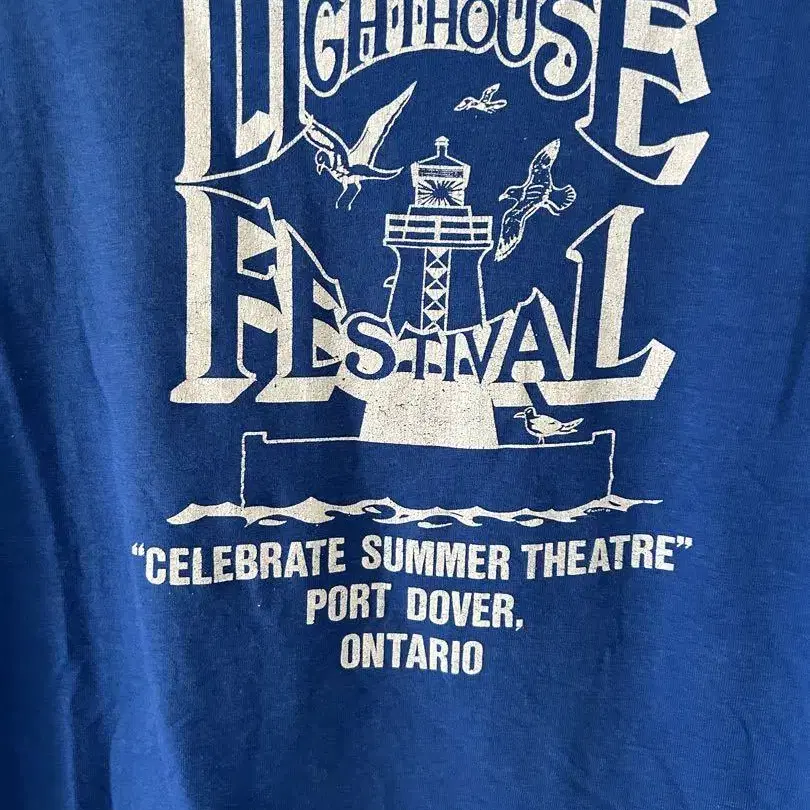 LIGHTHOUSE
FESTIVAL
"CELEBRATE SUMMER THEATRE"
PORT DOVER,
ONTARIO